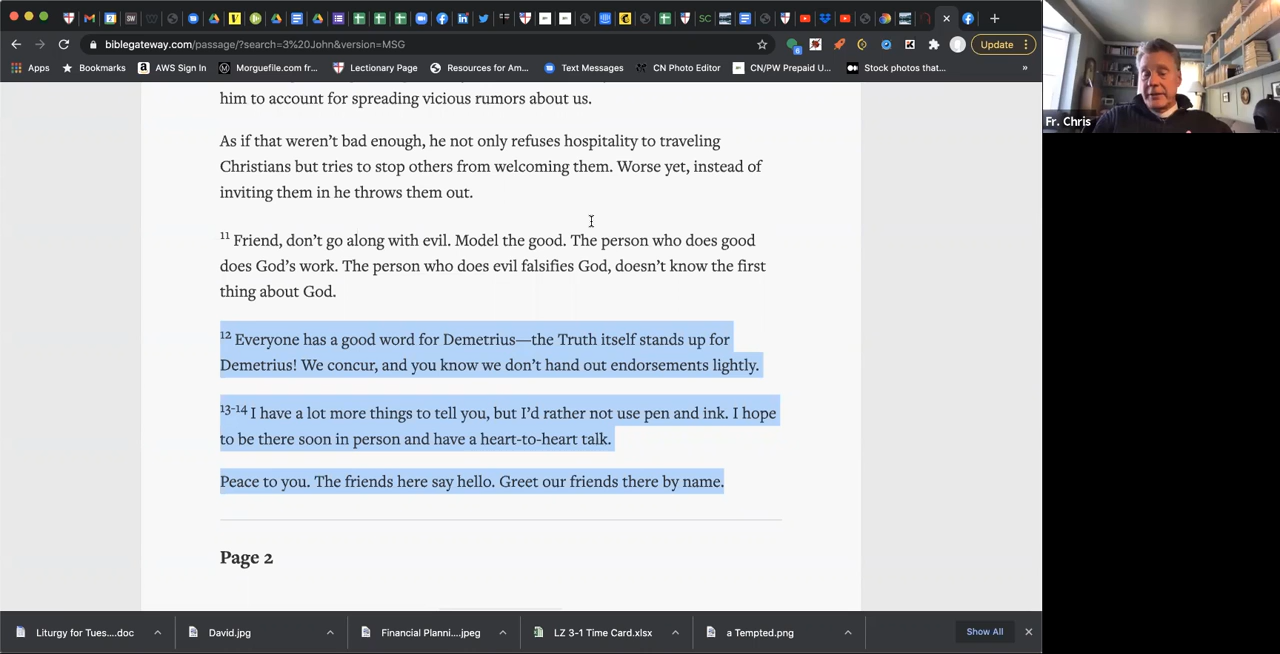 biblegateway.com/passage/?search=3%20John&version=MSG
Update
Apps
Bookmarks
AWS Sign In
Morguefile.com fr...
Lectionary Page
Resources for Am...
Text Messages
CN Photo Editor
CN/PW Prepaid U...
Stock photos that...
»
Fr. Chris
him to account for spreading vicious rumors about us.
As if that weren’t bad enough, he not only refuses hospitality to traveling
Christians but tries to stop others from welcoming them. Worse yet, instead of
inviting them in he throws them out.
11 Friend, don’t go along with evil. Model the good. The person who does good
does God’s work. The person who does evil falsifies God, doesn’t know the first
thing about God.
12 Everyone has a good word for Demetrius—the Truth itself stands up for
Demetrius! We concur, and you know we don’t hand out endorsements lightly.
13-14 I have a lot more things to tell you, but I’d rather not use pen and ink. I hope
to be there soon in person and have a heart-to-heart talk.
Peace to you. The friends here say hello. Greet our friends there by name.
Page 2
Liturgy for Tues....doc
David.jpg
Financial Planni....jpeg
LZ 3-1 Time Card.xlsx
a Tempted.png
Show All